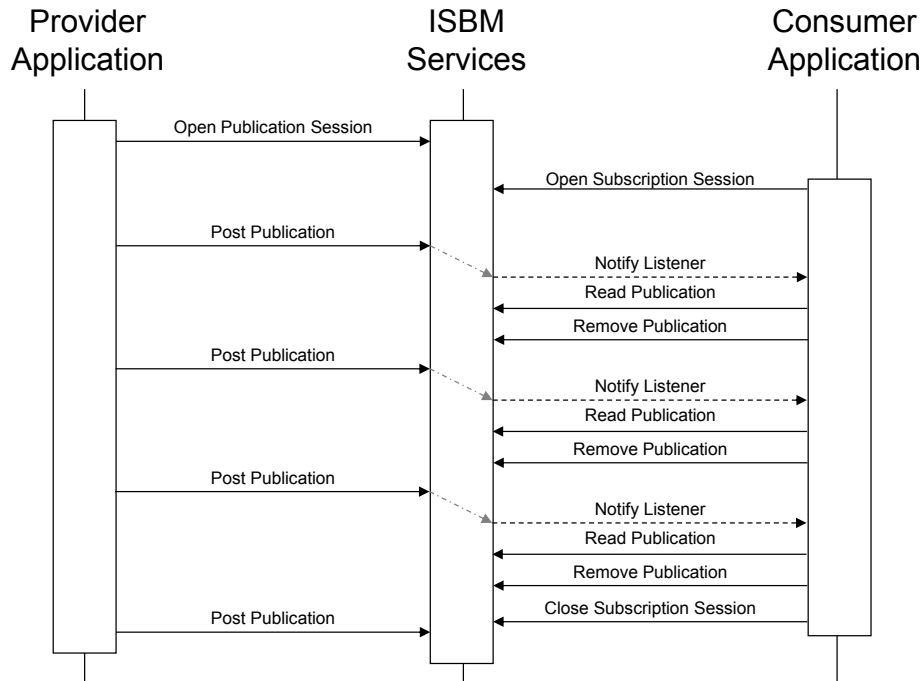 Provider
Application
ISBM
Services
Consumer
Application
Open Publication Session
Open Subscription Session
Post Publication
Notify Listener
Read Publication
Remove Publication
Post Publication
Notify Listener
Read Publication
Remove Publication
Post Publication
Notify Listener
Read Publication
Remove Publication
Close Subscription Session
Post Publication